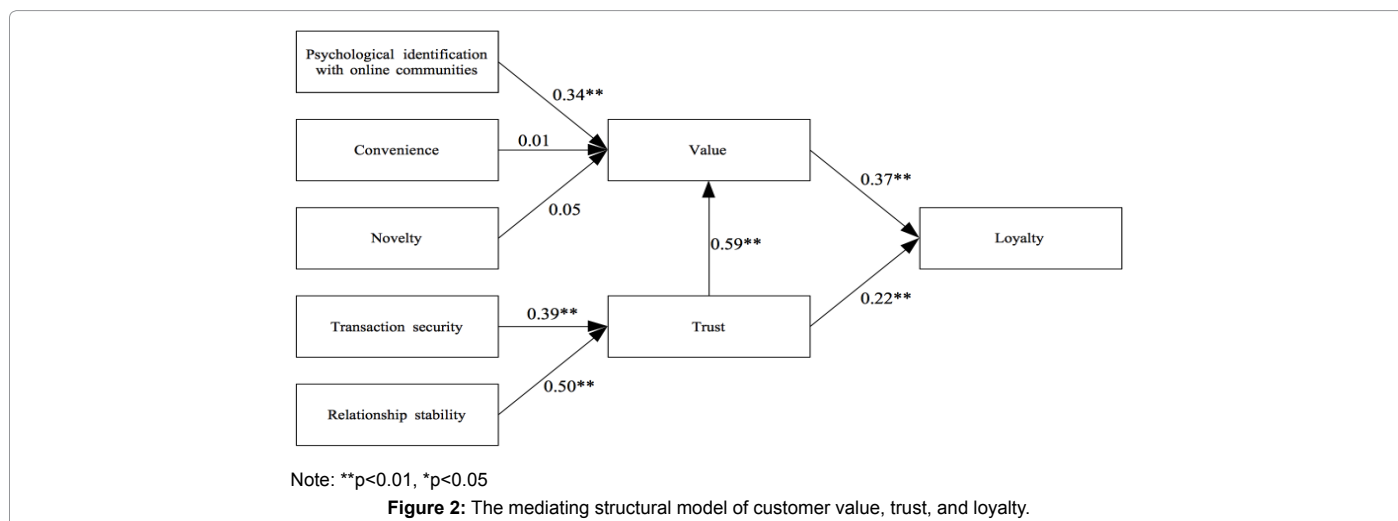 Psychological identification
with online communities
0.34**
Convenience
0.01
Value
0.37**
Novelty
0.05
0.59**
Loyalty
Transaction security
0.39**
Trust
0.22**
0.50**
Relationship stability
Note: **p<0.01, *p<0.05
Figure 2: The mediating structural model of customer value, trust, and loyalty.